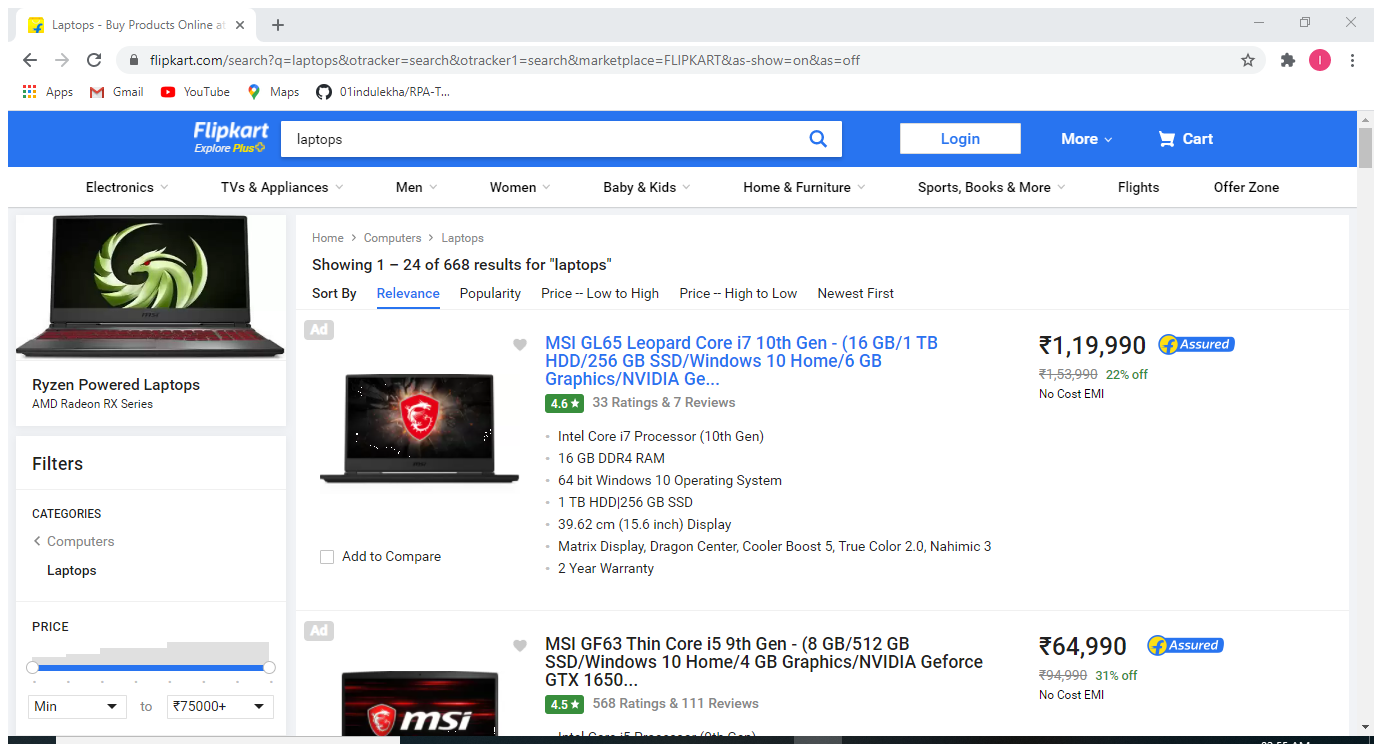 Laptops - Buy Products Online at
flipkart.com/search?q=laptops&otracker=search&otracker1=search&marketplace=FLIPKART&as-show=on&as=off
I
Apps Gmail YouTube Maps 01indulekha/RPA-T...
Flipkart
Explore Plus
laptops
Login More Cart
Electronics TVs & Appliances Men Women Baby & Kids Home & Furniture Sports, Books & More Flights Offer Zone
msi
Ryzen Powered Laptops
AMD Radeon RX Series
Filters
CATEGORIES
Computers
Laptops
PRICE
Min to ₹75000+
Home Computers Laptops
Showing 1 – 24 of 668 results for "laptops"
Sort By Relevance Popularity Price -- Low to High Price -- High to Low Newest First
Ad
MSI GL65 Leopard Core i7 10th Gen - (16 GB/1 TB
HDD/256 GB SSD/Windows 10 Home/6 GB
Graphics/NVIDIA Ge...
4.6 ★ 33 Ratings & 7 Reviews
Intel Core i7 Processor (10th Gen)
16 GB DDR4 RAM
64 bit Windows 10 Operating System
1 TB HDD|256 GB SSD
39.62 cm (15.6 inch) Display
Matrix Display, Dragon Center, Cooler Boost 5, True Color 2.0, Nahimic 3
2 Year Warranty
Add to Compare
₹1,19,990 Assured
₹1,53,990 22% off
No Cost EMI
Ad
msi
MSI GF63 Thin Core i5 9th Gen - (8 GB/512 GB
SSD/Windows 10 Home/4 GB Graphics/NVIDIA Geforce
GTX 1650...
4.5 ★ 568 Ratings & 111 Reviews
Intel Core i5 Processor (9th Gen)
₹64,990 Assured
₹94,990 31% off
No Cost EMI